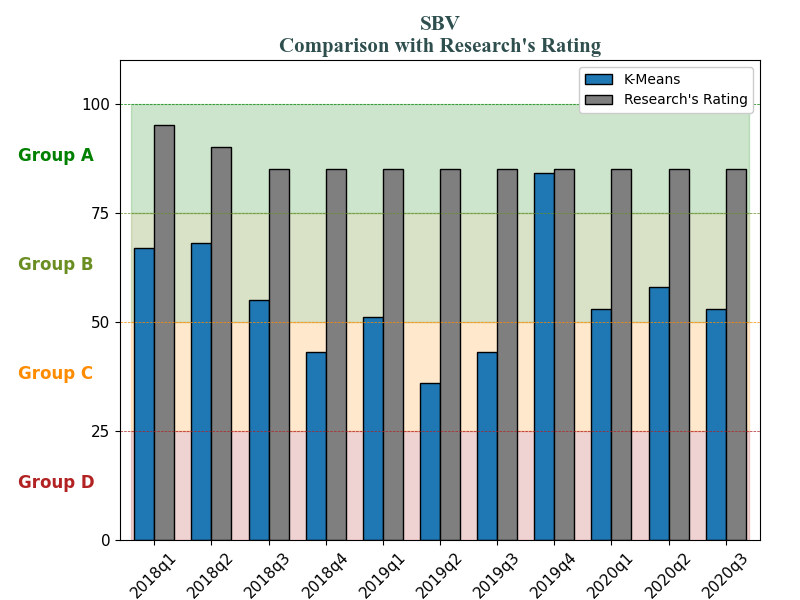 SBV
Comparison with Research's Rating
K-Means
Research's Rating
100
Group A
75
Group B
50
Group C
25
Group D
0
2018q1
2018q2
2018q3
2018q4
2019q1
2019q2
2019q3
2019q4
2020q1
2020q2
2020q3